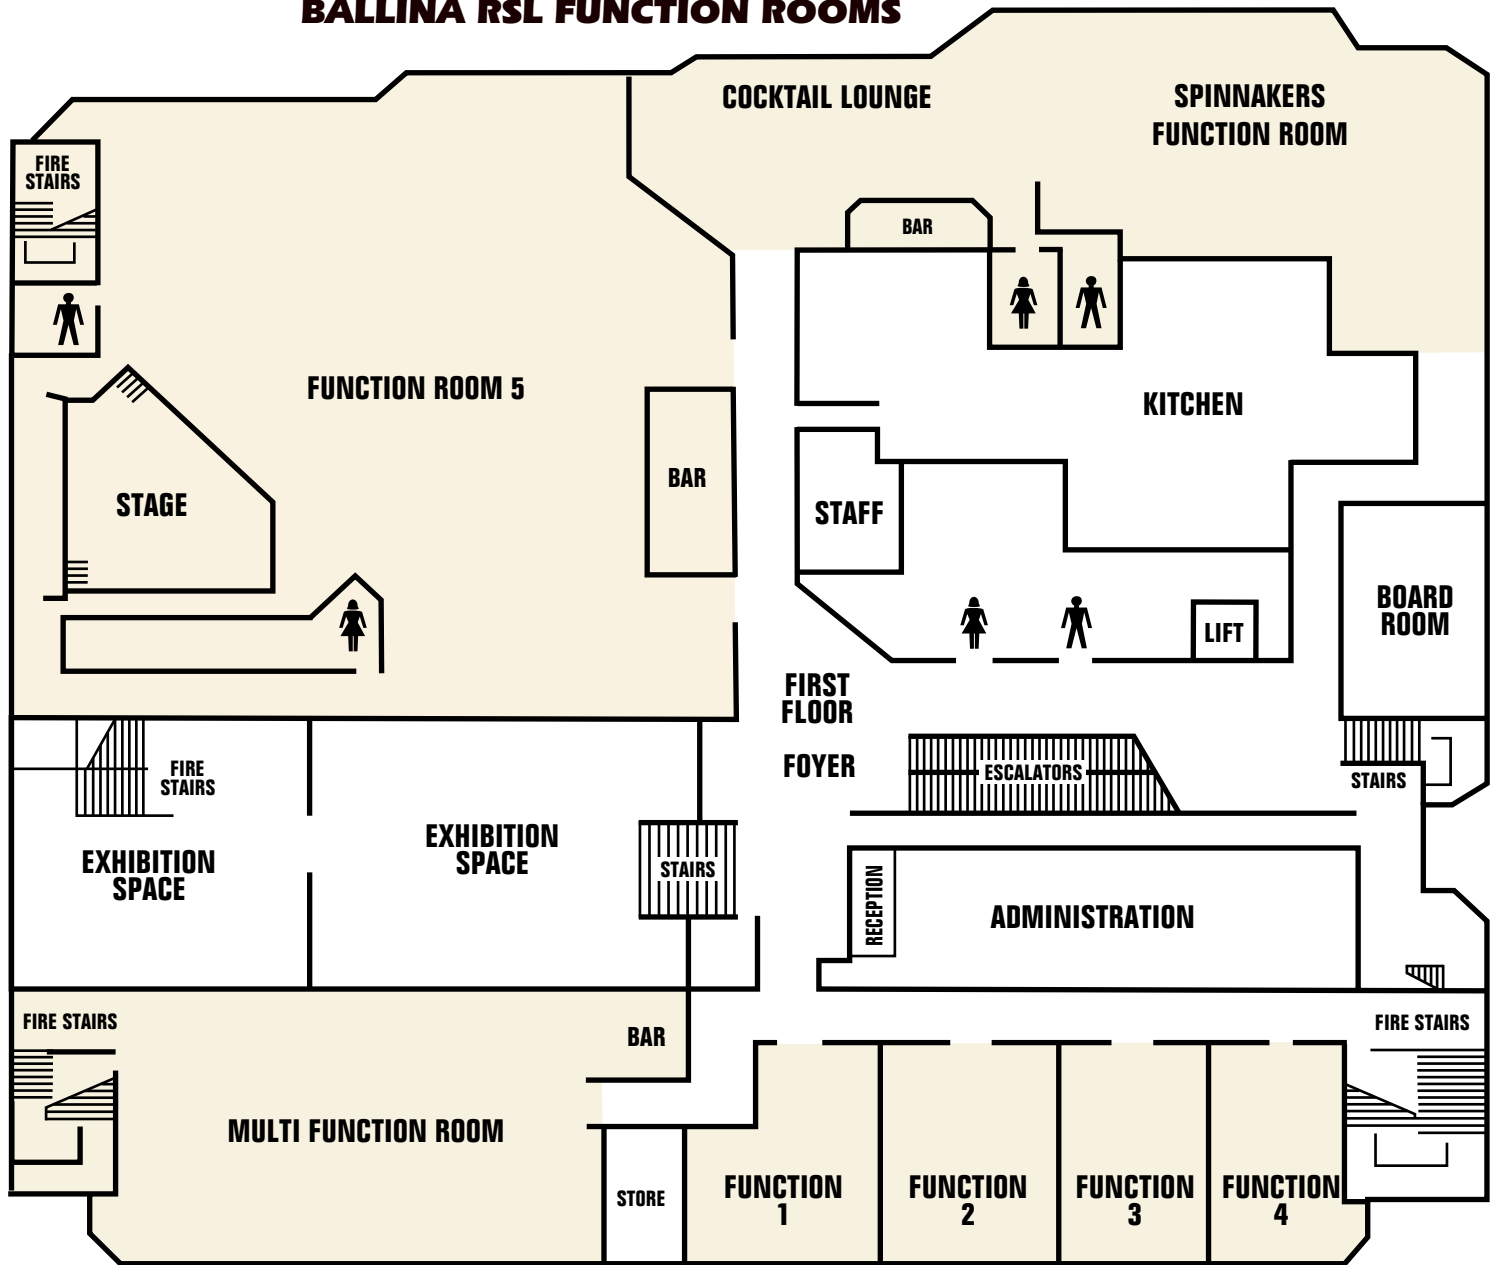 BALLINA RSL FUNCTION ROOMS
COCKTAIL LOUNGE
SPINNAKERS
FUNCTION ROOM
FIRE
STAIRS
BAR
FUNCTION ROOM 5
KITCHEN
STAGE
BAR
STAFF
BOARD
ROOM
LIFT
FIRST
FLOOR
FOYER
ESCALATORS
FIRE
STAIRS
STAIRS
EXHIBITION
SPACE
EXHIBITION
SPACE
STAIRS
RECEPTION
ADMINISTRATION
FIRE STAIRS
BAR
FIRE STAIRS
MULTI FUNCTION ROOM
STORE
FUNCTION
1
FUNCTION
2
FUNCTION
3
FUNCTION
4